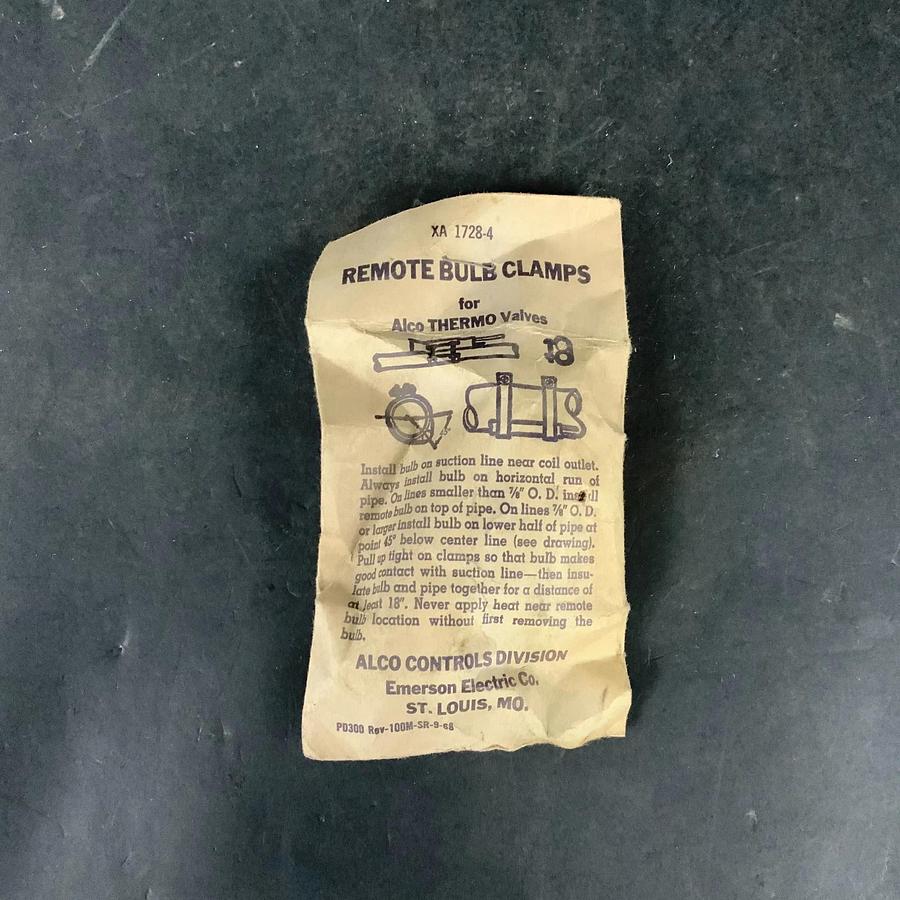 XA 1728-4
REMOTE BULB CLAMPS
for
Alco THERMO Valves
18
45°
Install bulb on suction line near coil outlet.
Always install bulb on horizontal run of
pipe. On lines smaller than ⅞" O. D. install
remote bulb on top of pipe. On lines ⅞" O. D.
or larger install bulb on lower half of pipe at
point 45° below center line (see drawing).
Pull up tight on clamps so that bulb makes
good contact with suction line—then insu-
late bulb and pipe together for a distance of
at least 18". Never apply heat near remote
bulb location without first removing the
bulb.
ALCO CONTROLS DIVISION
Emerson Electric Co.
ST. LOUIS, MO.
PD300 Rev-100M-SR-9-68